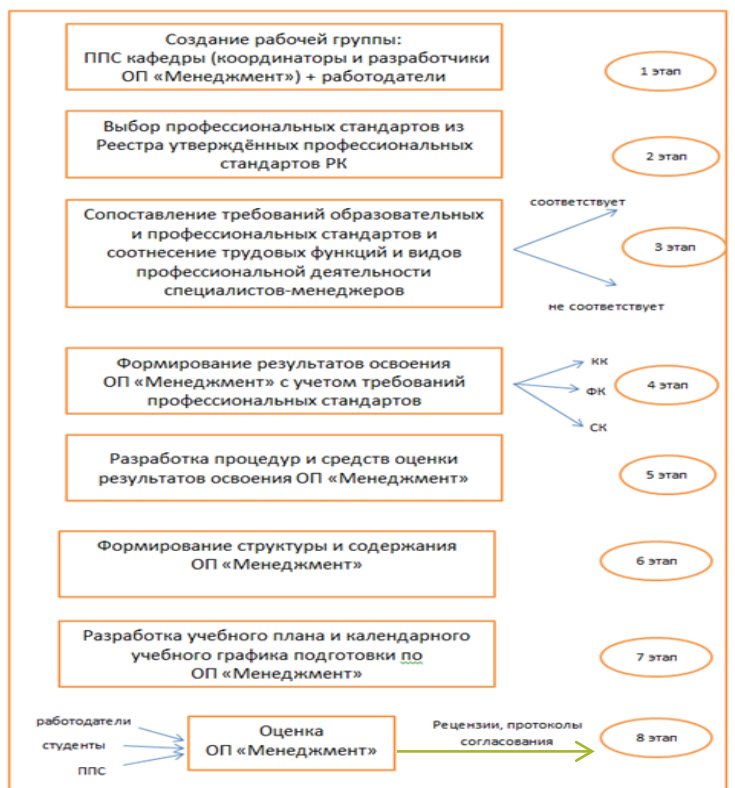 Создание рабочей группы:
ППС кафедры (координаторы и разработчики
ОП «Менеджмент») + работодатели
1 этап
Выбор профессиональных стандартов из
Реестра утверждённых профессиональных
стандартов РК
2 этап
Сопоставление требований образовательных
и профессиональных стандартов и
соотнесение трудовых функций и видов
профессиональной деятельности
специалистов-менеджеров
соответствует
3 этап
не соответствует
Формирование результатов освоения
ОП «Менеджмент» с учетом требований
профессиональных стандартов
КК
ФК
СК
4 этап
Разработка процедур и средств оценки
результатов освоения ОП «Менеджмент»
5 этап
Формирование структуры и содержания
ОП «Менеджмент»
6 этап
Разработка учебного плана и календарного
учебного графика подготовки по
ОП «Менеджмент»
7 этап
работодатели
студенты
ППС
Оценка
ОП «Менеджмент»
Рецензии, протоколы
согласования
8 этап